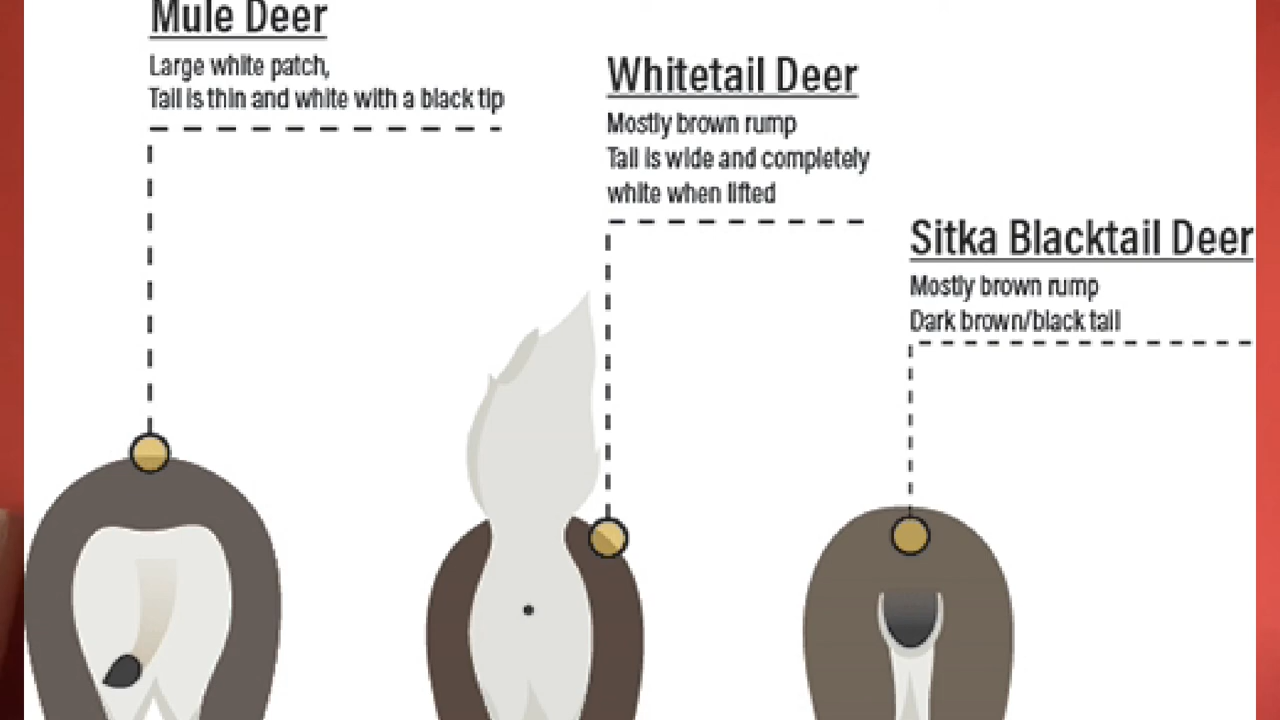 Mule Deer
Large white patch,
Tail is thin and white with a black tip
Whitetail Deer
Mostly brown rump
Tail is wide and completely
white when lifted
Sitka Blacktail Deer
Mostly brown rump
Dark brown/black tail